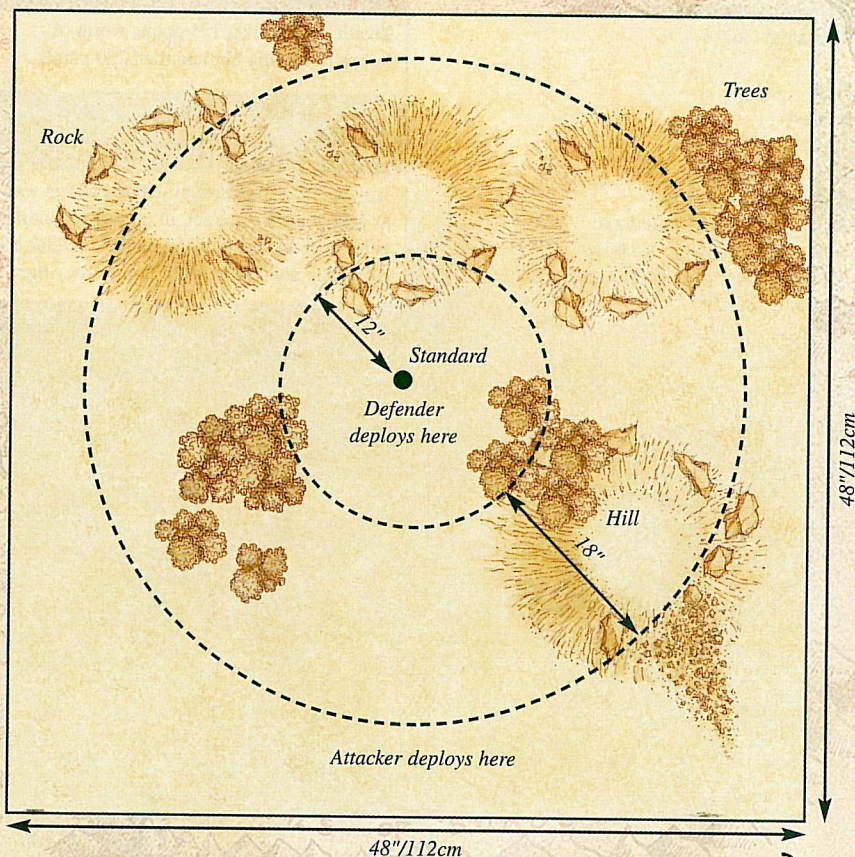 Trees
Rock
12"
Standard
Defender
deploys here
48"/112cm
Hill
18"
Attacker deploys here
48"/112cm